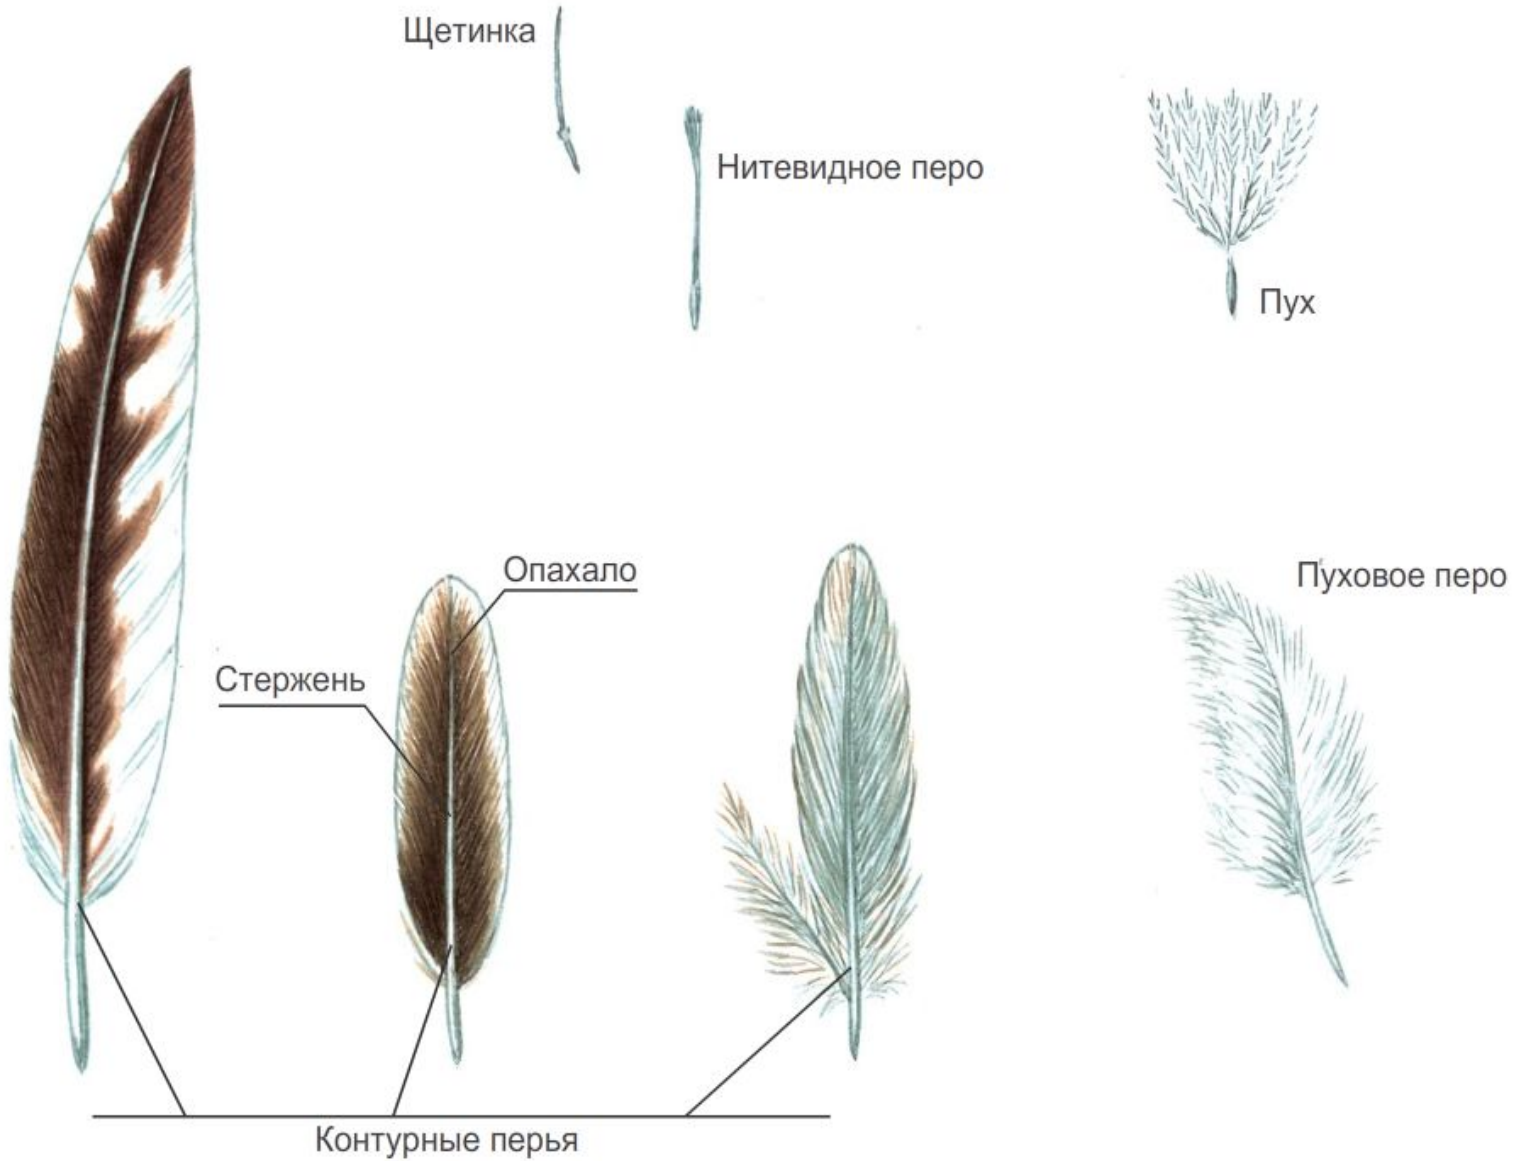 Щетинка
Нитевидное перо
Пух
Опахало
Пуховое перо
Стержень
Контурные перья